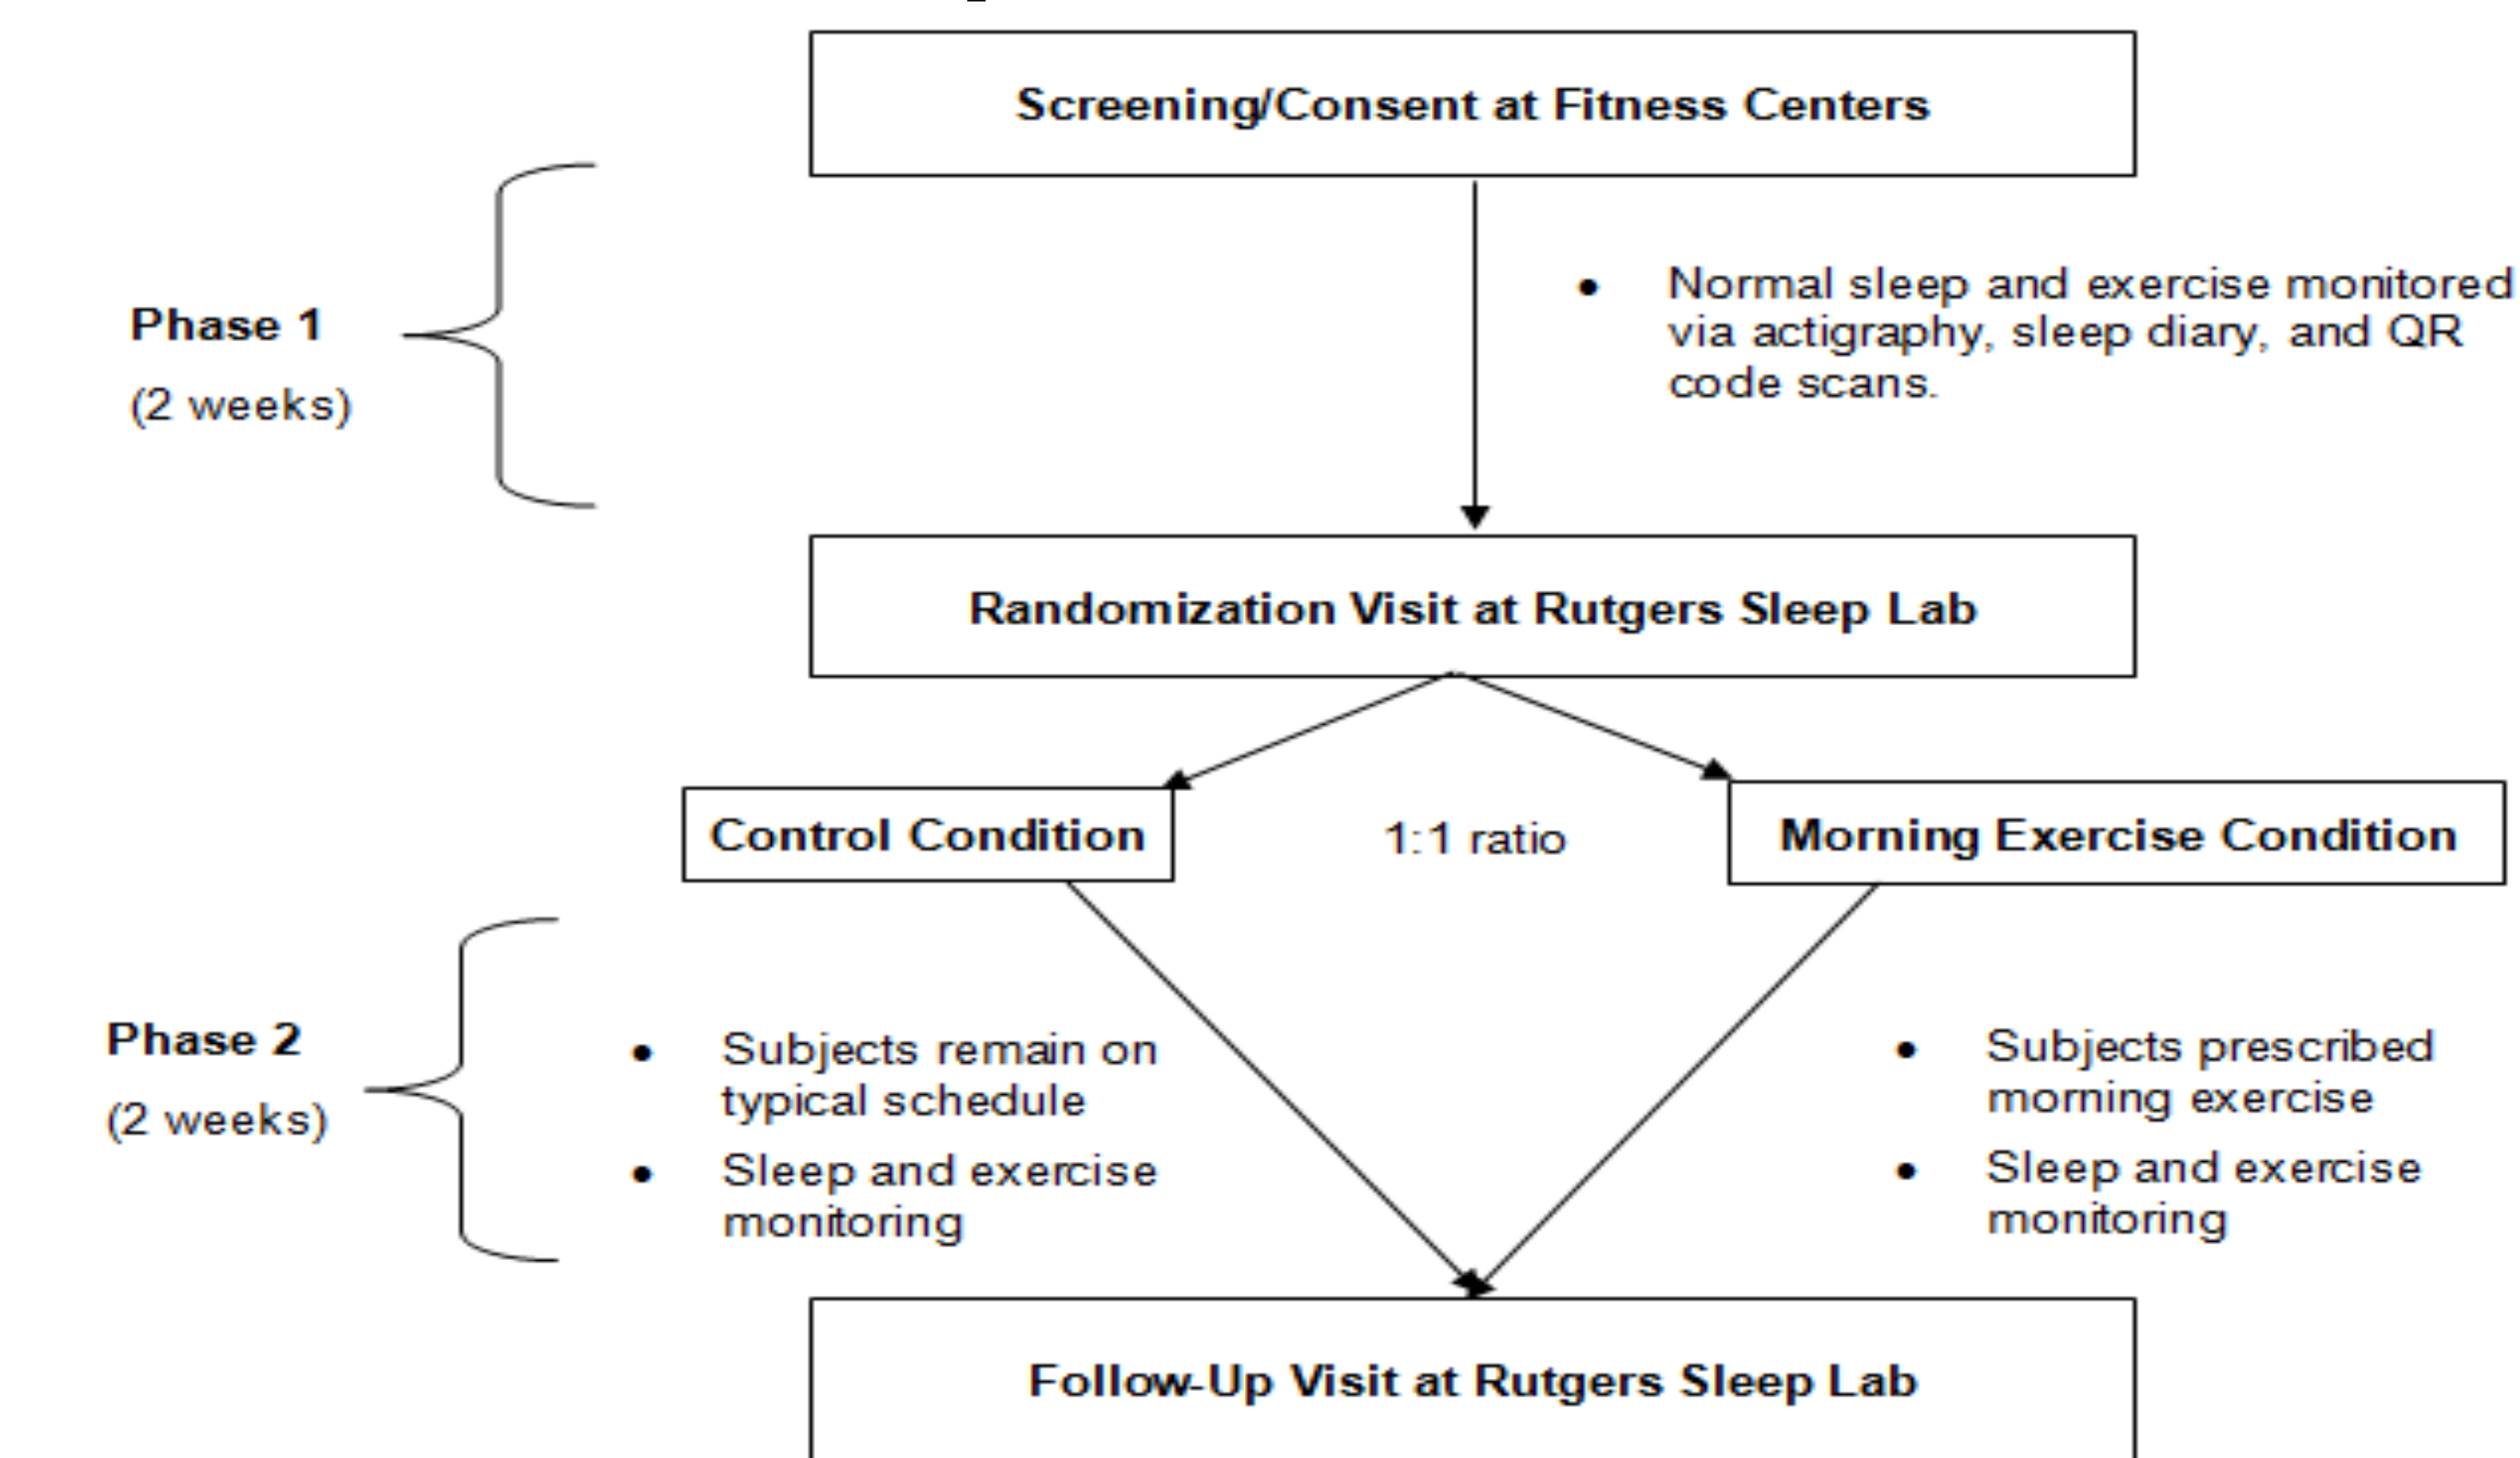 Screening/Consent at Fitness Centers
Phase 1
(2 weeks)
• Normal sleep and exercise monitored
via actigraphy, sleep diary, and QR
code scans.
Randomization Visit at Rutgers Sleep Lab
Control Condition
1:1 ratio
Morning Exercise Condition
Phase 2
(2 weeks)
• Subjects remain on
typical schedule
• Sleep and exercise
monitoring
• Subjects prescribed
morning exercise
• Sleep and exercise
monitoring
Follow-Up Visit at Rutgers Sleep Lab